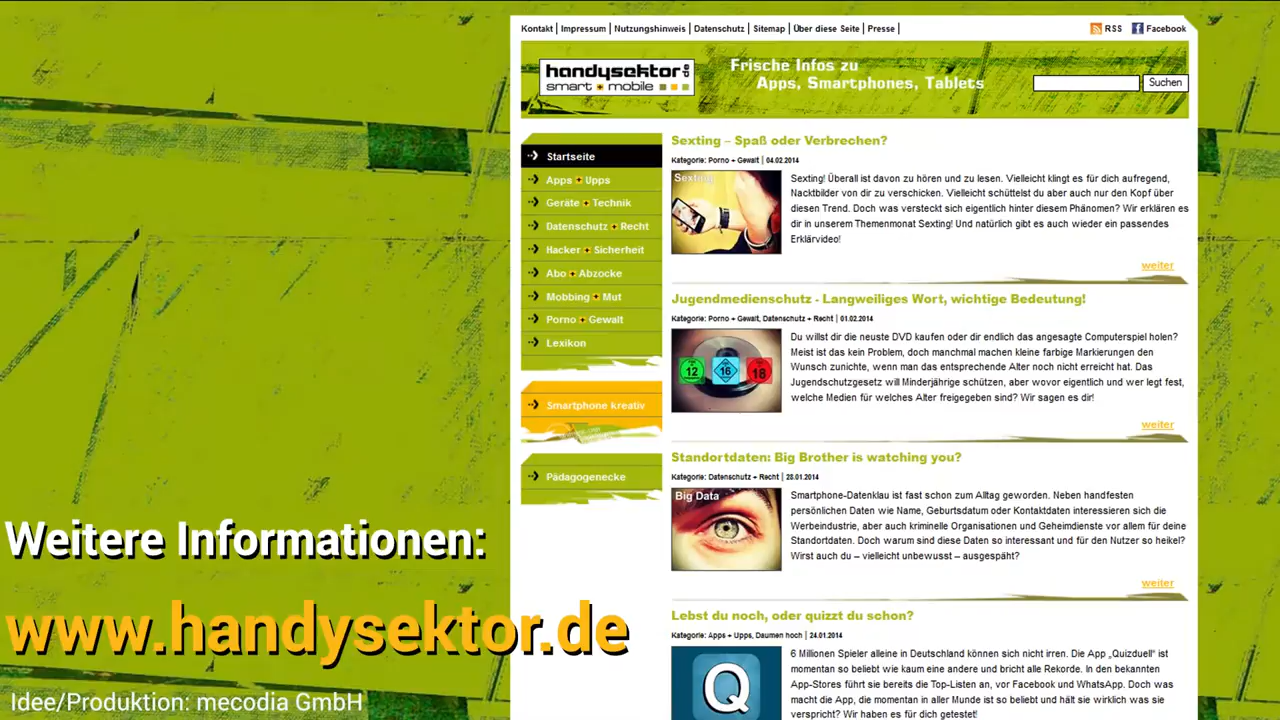 Kontakt | Impressum | Nutzungshinweis | Datenschutz | Sitemap | Über diese Seite | Presse |
RSS Facebook
handysektor.de
smart + mobile
Frische Infos zu
Apps, Smartphones, Tablets
Suchen
Startseite
Apps + Upps
Geräte + Technik
Datenschutz + Recht
Hacker + Sicherheit
Abo + Abzocke
Mobbing + Mut
Porno + Gewalt
Lexikon
Smartphone kreativ
Pädagogenecke
Sexting – Spaß oder Verbrechen?
Kategorie: Porno + Gewalt | 04.02.2014
Sexting
Sexting! Überall ist davon zu hören und zu lesen. Vielleicht klingt es für dich aufregend,
Nacktbilder von dir zu verschicken. Vielleicht schüttelst du aber auch nur den Kopf über
diesen Trend. Doch was versteckt sich eigentlich hinter diesem Phänomen? Wir erklären es
dir in unserem Themenmonat Sexting! Und natürlich gibt es auch wieder ein passendes
Erklärvideo!
weiter
Jugendmedienschutz - Langweiliges Wort, wichtige Bedeutung!
Kategorie: Porno + Gewalt, Datenschutz + Recht | 01.02.2014
12 16 18
Du willst dir die neuste DVD kaufen oder dir endlich das angesagte Computerspiel holen?
Meist ist das kein Problem, doch manchmal machen kleine farbige Markierungen den
Wunsch zunichte, wenn man das entsprechende Alter noch nicht erreicht hat. Das
Jugendschutzgesetz will Minderjährige schützen, aber wovor eigentlich und wer legt fest,
welche Medien für welches Alter freigegeben sind? Wir sagen es dir!
weiter
Standortdaten: Big Brother is watching you?
Kategorie: Datenschutz + Recht | 28.01.2014
Big Data
Smartphone-Datenklau ist fast schon zum Alltag geworden. Neben handfesten
persönlichen Daten wie Name, Geburtsdatum oder Kontaktdaten interessieren sich die
Werbeindustrie, aber auch kriminelle Organisationen und Geheimdienste vor allem für deine
Standortdaten. Doch warum sind diese Daten so interessant und für den Nutzer so heikel?
Wirst auch du – vielleicht unbewusst – ausgespäht?
weiter
Lebst du noch, oder quizzt du schon?
Kategorie: Apps + Upps, Daumen hoch | 24.01.2014
Q
6 Millionen Spieler alleine in Deutschland können sich nicht irren. Die App „Quizduell“ ist
momentan so beliebt wie kaum eine andere und bricht alle Rekorde. In den bekannten
App-Stores führt sie bereits die Top-Listen an, vor Facebook und WhatsApp. Doch was
macht die App, die momentan in aller Munde ist so beliebt und hält sie wirklich was sie
verspricht? Wir haben es für dich getestet!
Weitere Informationen:
www.handysektor.de
Idee/Produktion: mecodia GmbH